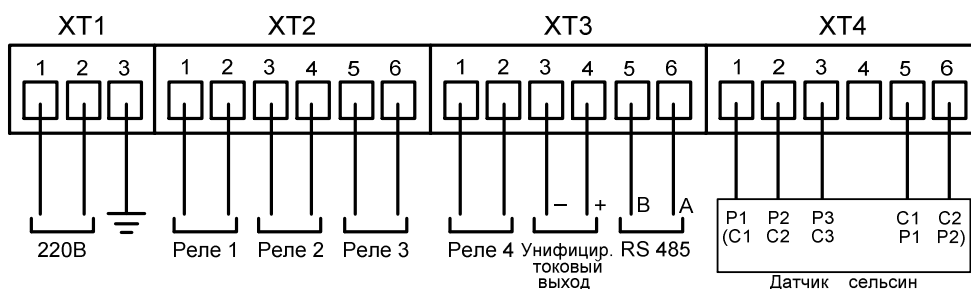 XT1 XT2 XT3 XT4
1 2 3 1 2 3 4 5 6 1 2 3 4 5 6 1 2 3 4 5 6
– + B A
220В Реле 1 Реле 2 Реле 3 Реле 4 Унифицир. RS 485
токовый
выход
P1 P2 P3 C1 C2
(C1 C2 C3 P1 P2)
Датчик сельсин